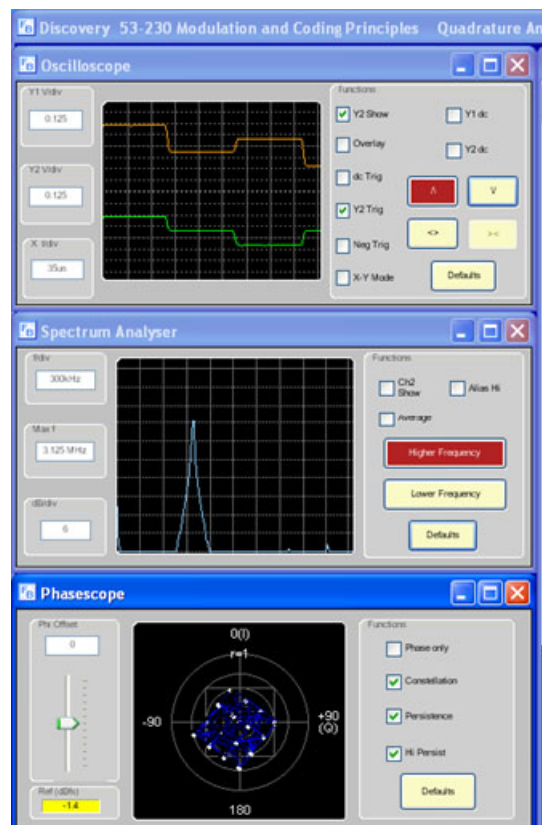 Discovery 53-230 Modulation and Coding Principles Quadrature An
Oscilloscope
Y1 V/div
0.125
Y2 V/div
0.125
X t/div
35us
Functions
Y2 Show
Y1 dc
Overlay
Y2 dc
dc Trig
Y2 Trig
Neg Trig
X-Y Mode
Λ
V
<>
><
Defaults
Spectrum Analyser
f/div
300kHz
Max f
3.125 MHz
dB/div
6
Functions
Ch2
Show
Alias Hi
Average
Higher Frequency
Lower Frequency
Defaults
Phasescope
Phi Offset
0
Ref (dBfs)
-1.4
0(I)
r=1
-90
+90
(Q)
180
Functions
Phase only
Constellation
Persistence
Hi Persist
Defaults